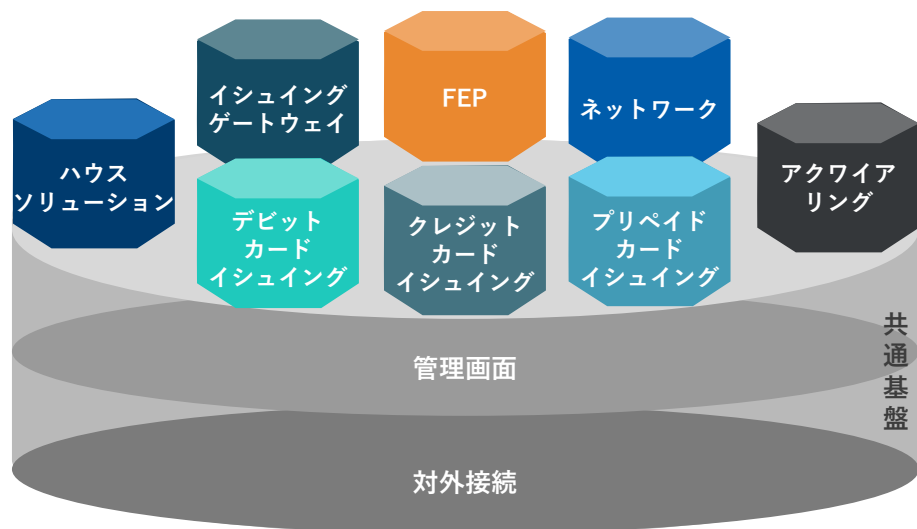 イシュイング
ゲートウェイ
FEP
ネットワーク
ハウス
ソリューション
アクワイア
リング
デビット
カード
イシュイング
クレジット
カード
イシュイング
プリペイド
カード
イシュイング
共通基盤
管理画面
対外接続